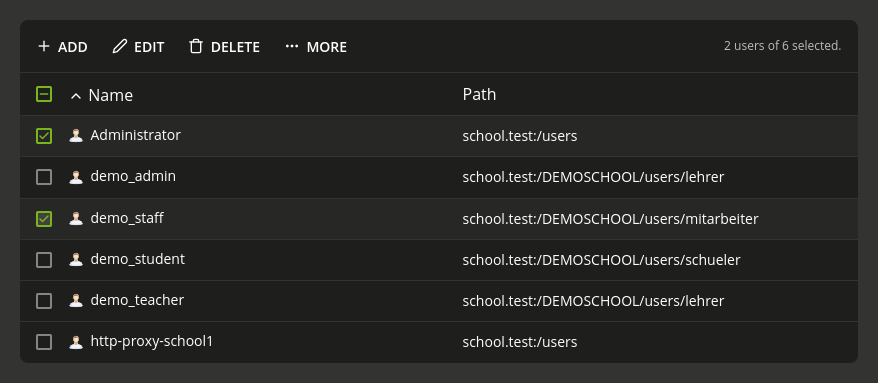 ADD EDIT DELETE MORE 2 users of 6 selected.
Name Path
Administrator school.test:/users
demo_admin school.test:/DEMOSCHOOL/users/lehrer
demo_staff school.test:/DEMOSCHOOL/users/mitarbeiter
demo_student school.test:/DEMOSCHOOL/users/schueler
demo_teacher school.test:/DEMOSCHOOL/users/lehrer
http-proxy-school1 school.test:/users